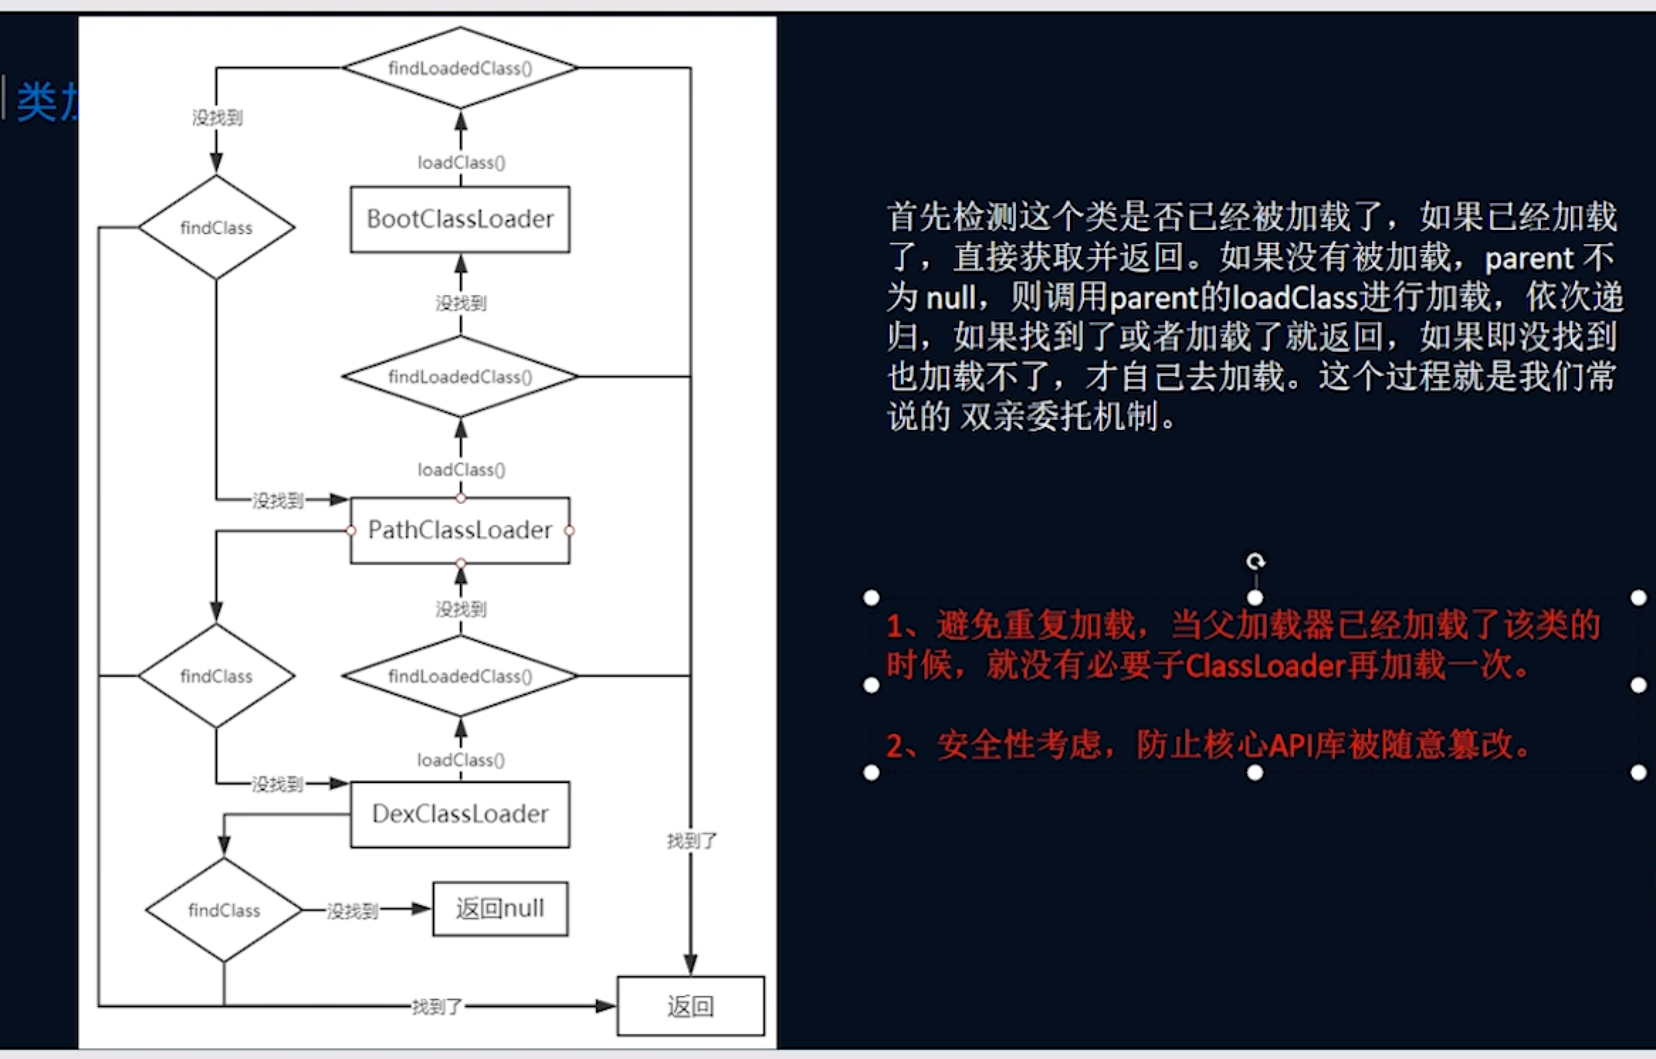 类加
findLoadedClass()
没找到
loadClass()
findClass
BootClassLoader
没找到
findLoadedClass()
loadClass()
没找到
PathClassLoader
没找到
findClass
findLoadedClass()
loadClass()
没找到
DexClassLoader
找到了
findClass
没找到
返回null
找到了
返回
首先检测这个类是否已经被加载了，如果已经加载
了，直接获取并返回。如果没有被加载，parent 不
为 null，则调用parent的loadClass进行加载，依次递
归，如果找到了或者加载了就返回，如果即没找到
也加载不了，才自己去加载。这个过程就是我们常
说的 双亲委托机制。
1、避免重复加载，当父加载器已经加载了该类的
时候，就没有必要子ClassLoader再加载一次。
2、安全性考虑，防止核心API库被随意篡改。